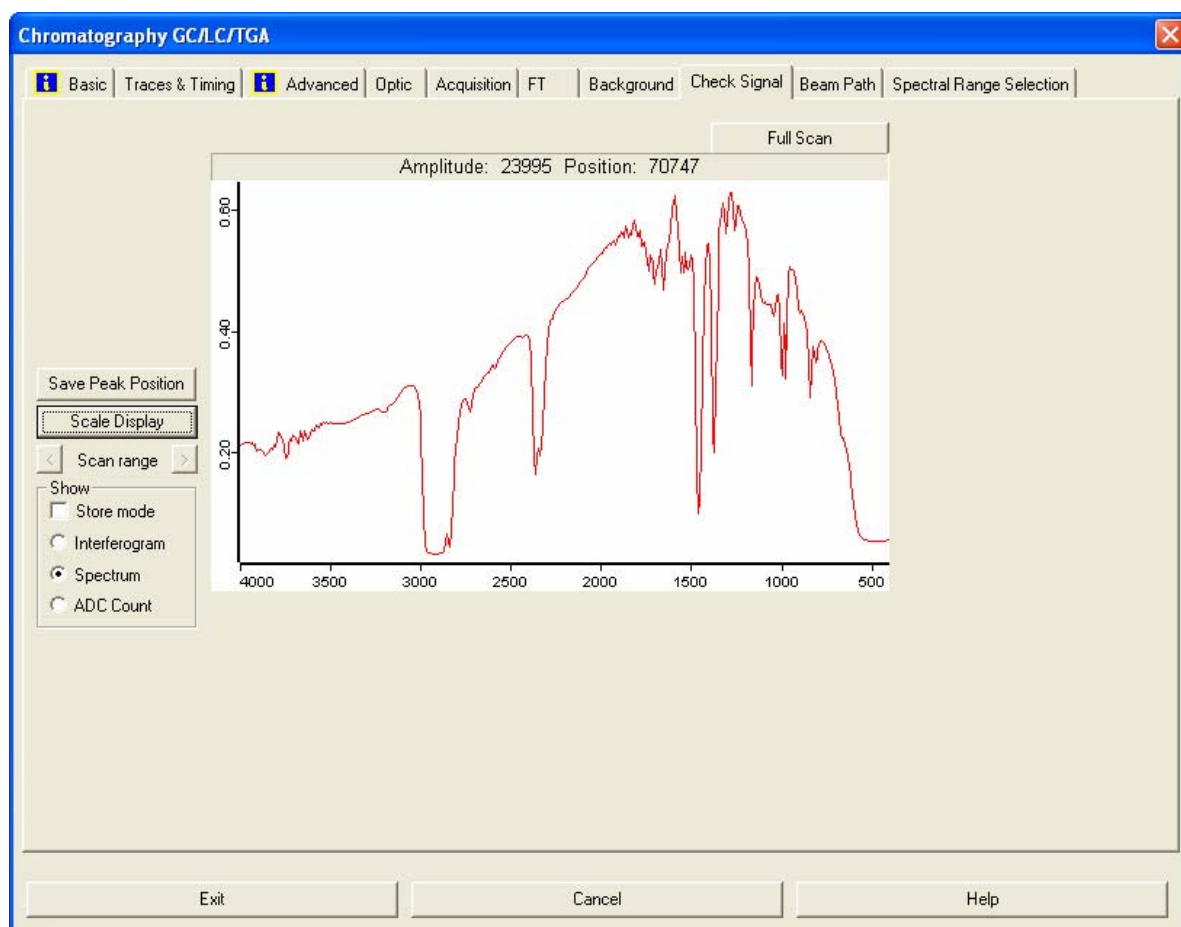 Chromatography GC/LC/TGA
Basic Traces & Timing Advanced Optic Acquisition FT Background Check Signal Beam Path Spectral Range Selection
Full Scan
Amplitude: 23995 Position: 70747
0.60
0.40
0.20
4000 3500 3000 2500 2000 1500 1000 500
Save Peak Position
Scale Display
< Scan range >
Show
Store mode
Interferogram
Spectrum
ADC Count
Exit Cancel Help